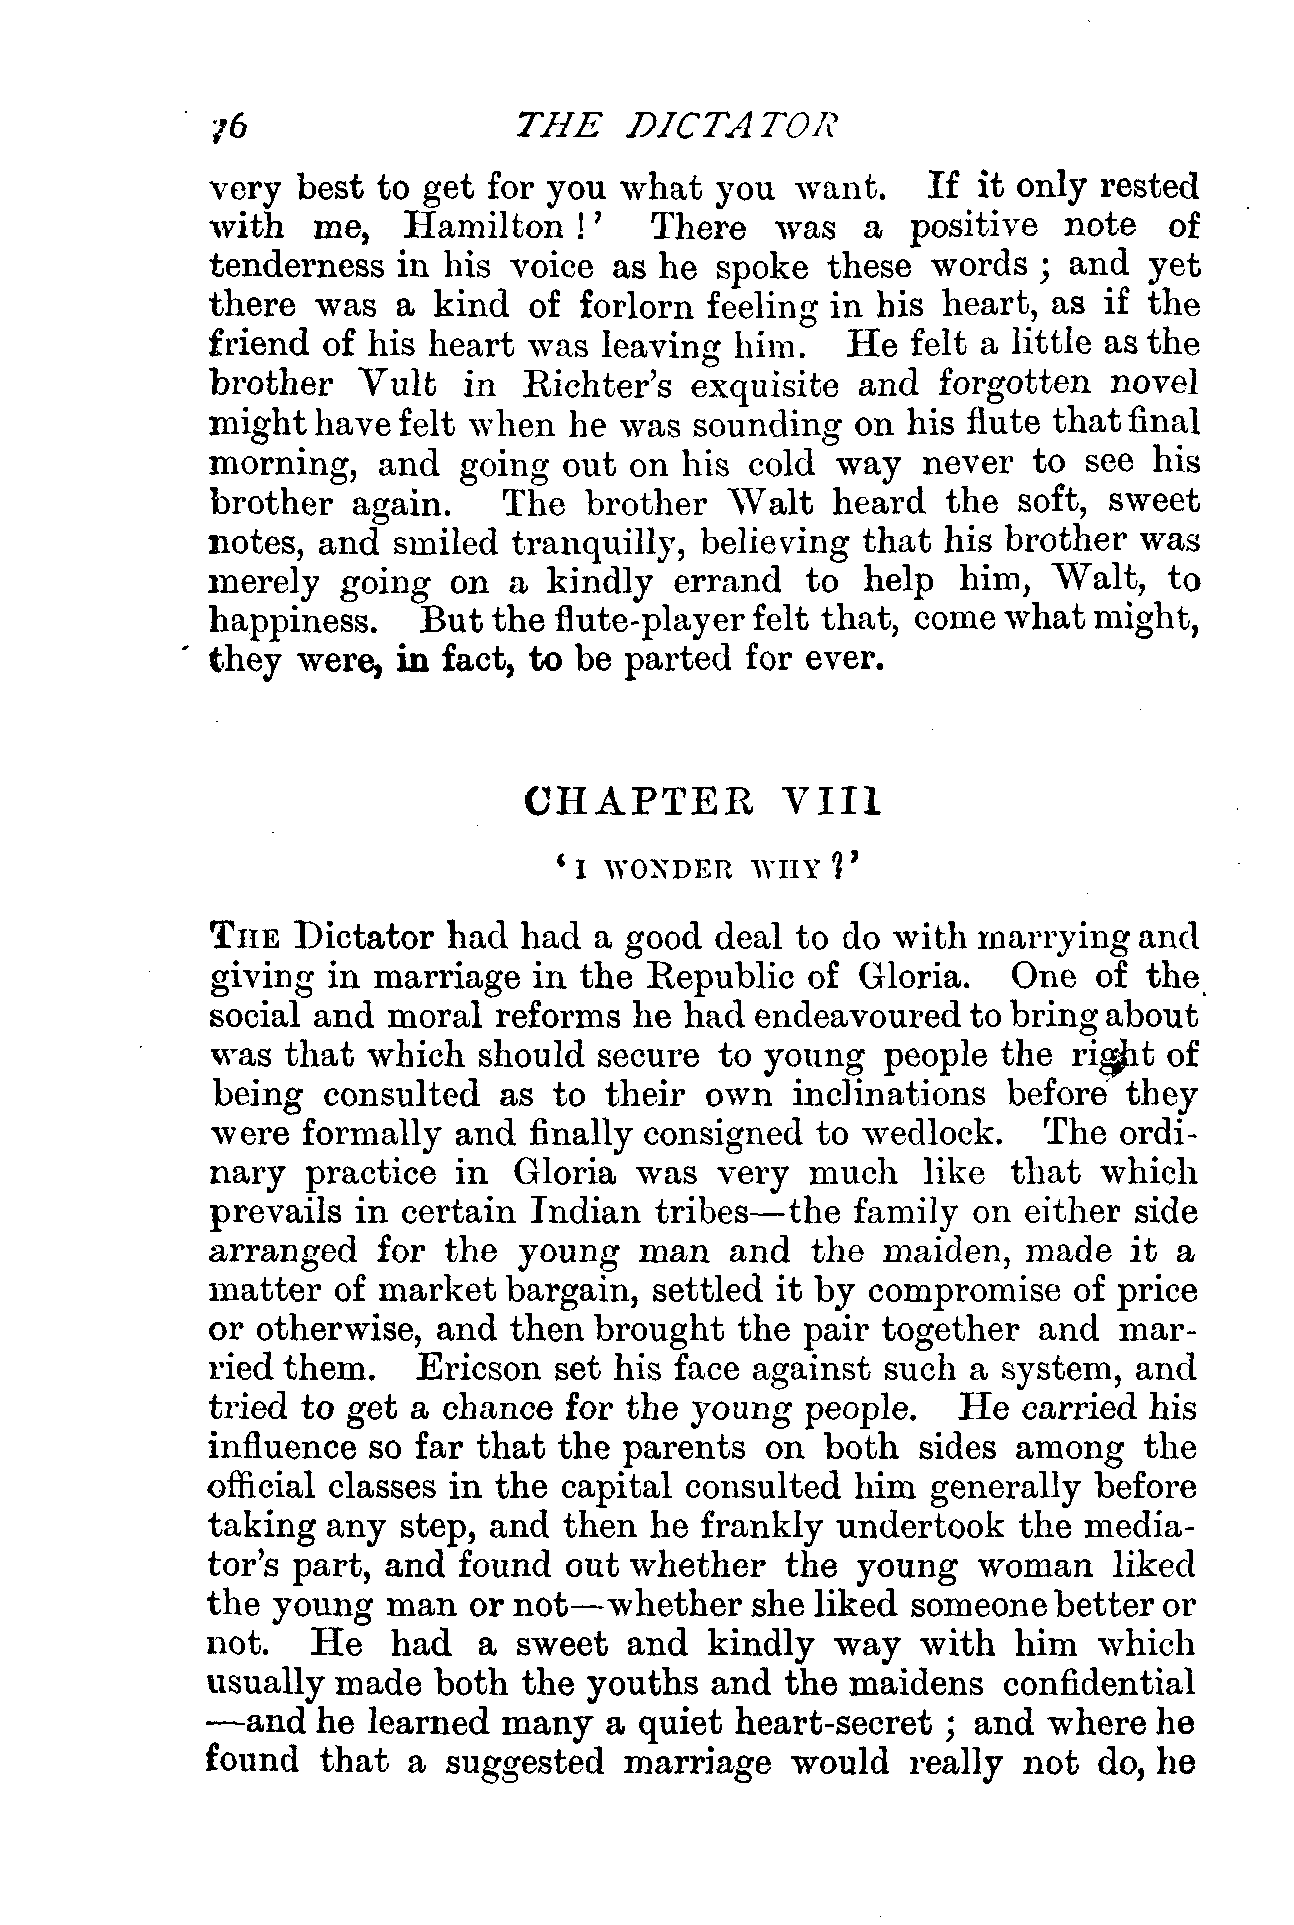 76 THE DICTATOR
very best to get for you what you want. If it only rested
with me, Hamilton!' There was a positive note of
tenderness in his voice as he spoke these words; and yet
there was a kind of forlorn feeling in his heart, as if the
friend of his heart was leaving him. He felt a little as the
brother Vult in Richter's exquisite and forgotten novel
might have felt when he was sounding on his flute that final
morning, and going out on his cold way never to see his
brother again. The brother Walt heard the soft, sweet
notes, and smiled tranquilly, believing that his brother was
merely going on a kindly errand to help him, Walt, to
happiness. But the flute-player felt that, come what might,
they were, in fact, to be parted for ever.
CHAPTER VIII
'I WONDER WHY?'
THE Dictator had had a good deal to do with marrying and
giving in marriage in the Republic of Gloria. One of the
social and moral reforms he had endeavoured to bring about
was that which should secure to young people the right of
being consulted as to their own inclinations before they
were formally and finally consigned to wedlock. The ordi-
nary practice in Gloria was very much like that which
prevails in certain Indian tribes—the family on either side
arranged for the young man and the maiden, made it a
matter of market bargain, settled it by compromise of price
or otherwise, and then brought the pair together and mar-
ried them. Ericson set his face against such a system, and
tried to get a chance for the young people. He carried his
influence so far that the parents on both sides among the
official classes in the capital consulted him generally before
taking any step, and then he frankly undertook the media-
tor's part, and found out whether the young woman liked
the young man or not—whether she liked someone better or
not. He had a sweet and kindly way with him which
usually made both the youths and the maidens confidential
—and he learned many a quiet heart-secret; and where he
found that a suggested marriage would really not do, he